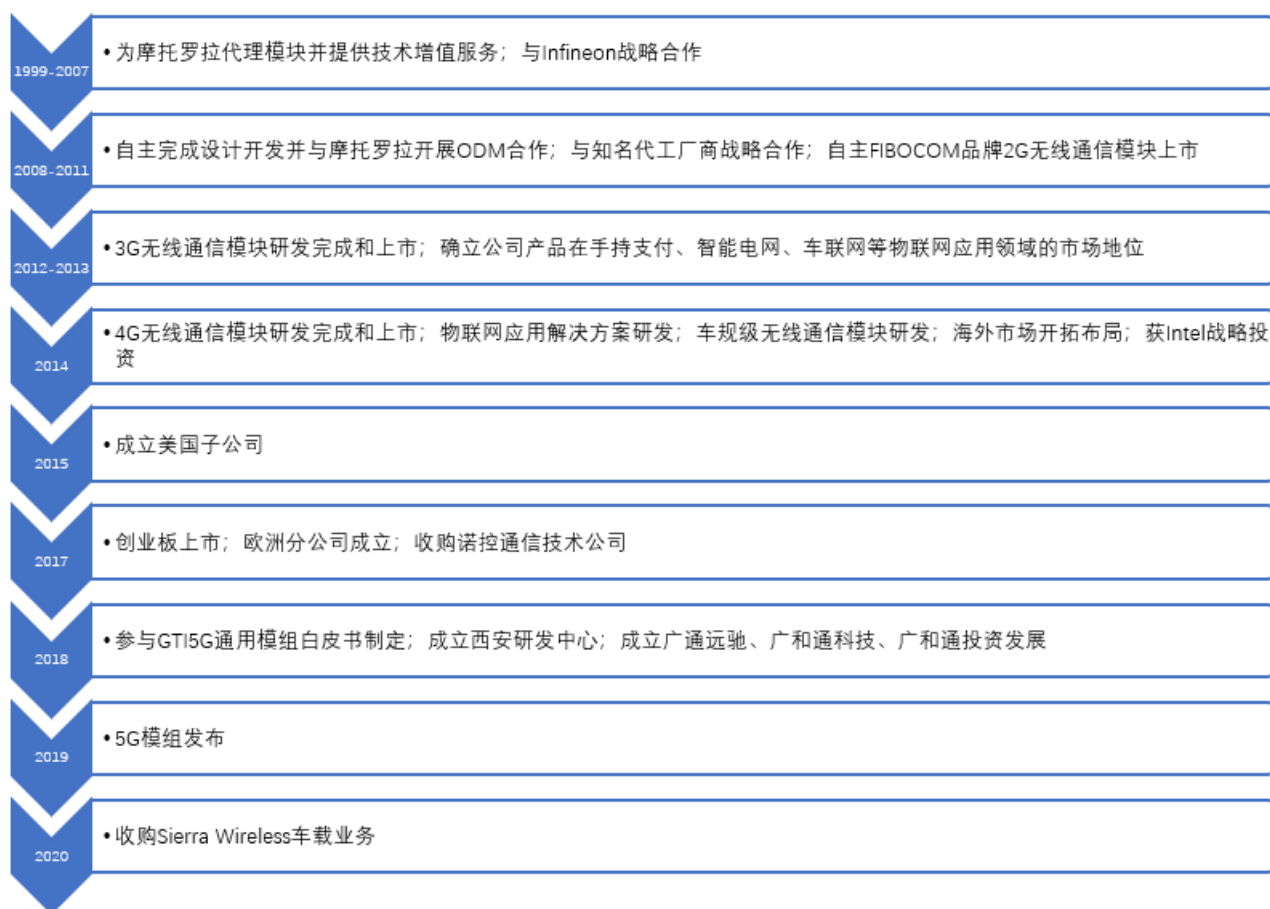 1999-2007
• 为摩托罗拉代理模块并提供技术增值服务；与Infineon战略合作
2008-2011
• 自主完成设计开发并与摩托罗拉开展ODM合作；与知名代工厂商战略合作；自主FIBOCOM品牌2G无线通信模块上市
2012-2013
• 3G无线通信模块研发完成和上市；确立公司产品在手持支付、智能电网、车联网等物联网应用领域的市场地位
2014
• 4G无线通信模块研发完成和上市；物联网应用解决方案研发；车规级无线通信模块研发；海外市场开拓布局；获Intel战略投
资
2015
• 成立美国子公司
2017
• 创业板上市；欧洲分公司成立；收购诺控通信技术公司
2018
• 参与GTI5G通用模组白皮书制定；成立西安研发中心；成立广通远驰、广和通科技、广和通投资发展
2019
• 5G模组发布
2020
• 收购Sierra Wireless车载业务